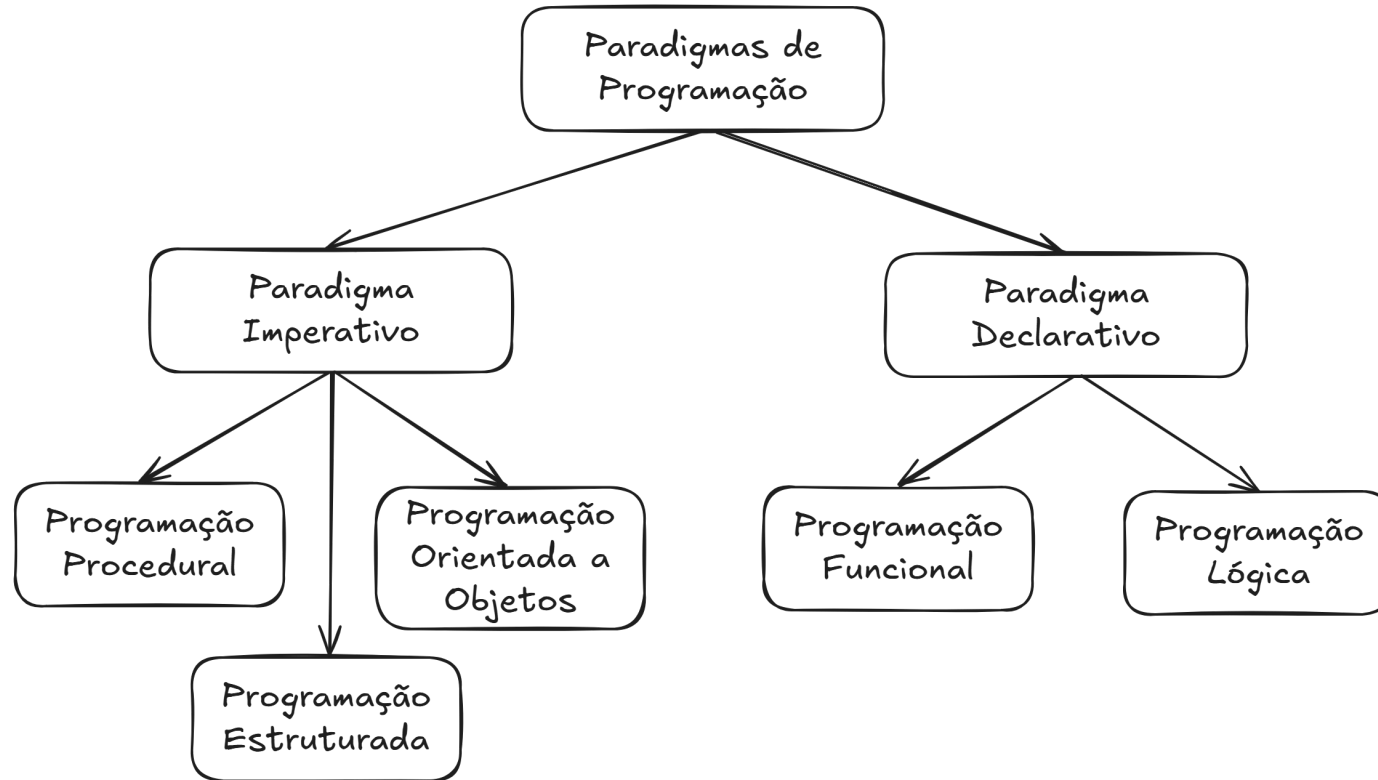 Paradigmas de
Programação
Paradigma
Imperativo
Paradigma
Declarativo
Programação
Procedural
Programação
Orientada a
Objetos
Programação
Funcional
Programação
Lógica
Programação
Estruturada